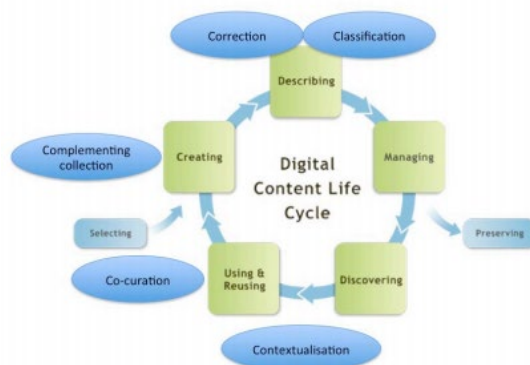 Correction
Classification
Describing
Complementing
collection
Creating
Digital
Content Life
Cycle
Managing
Selecting
Preserving
Co-curation
Using &
Reusing
Discovering
Contextualisation